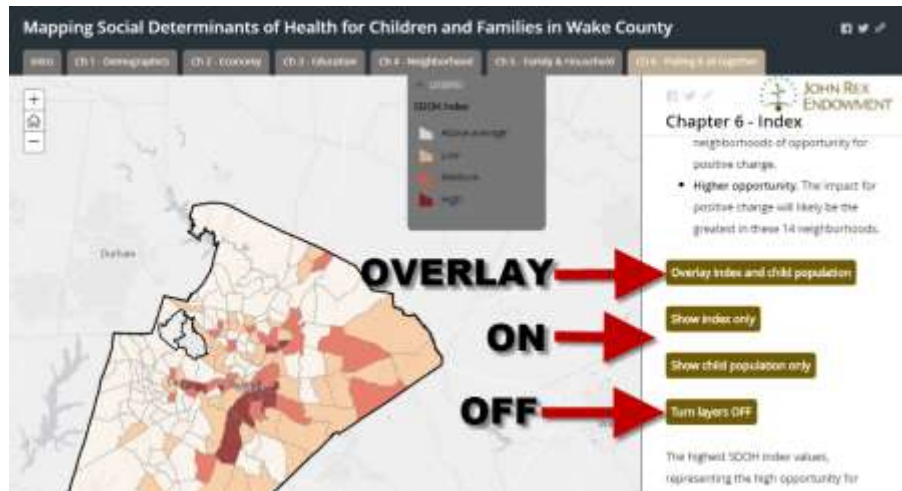 Mapping Social Determinants of Health for Children and Families in Wake County
Intro
Ch 1 - Demographics
Ch 2 - Economy
Ch 3 - Education
Ch 4 - Neighborhood
Ch 5 - Family & Household
Ch 6 - Putting it all together
JOHN REX
ENDOWMENT
Legend
SDOH Index
Above average
Low
Medium
High
+
−
Durham
Chapter 6 - Index
neighborhoods of opportunity for
positive change.
• Higher opportunity. The impact for
positive change will likely be the
greatest in these 14 neighborhoods.
OVERLAY
Overlay index and child population
ON
Show index only
Show child population only
OFF
Turn layers OFF
The highest SDOH index values,
representing the high opportunity for